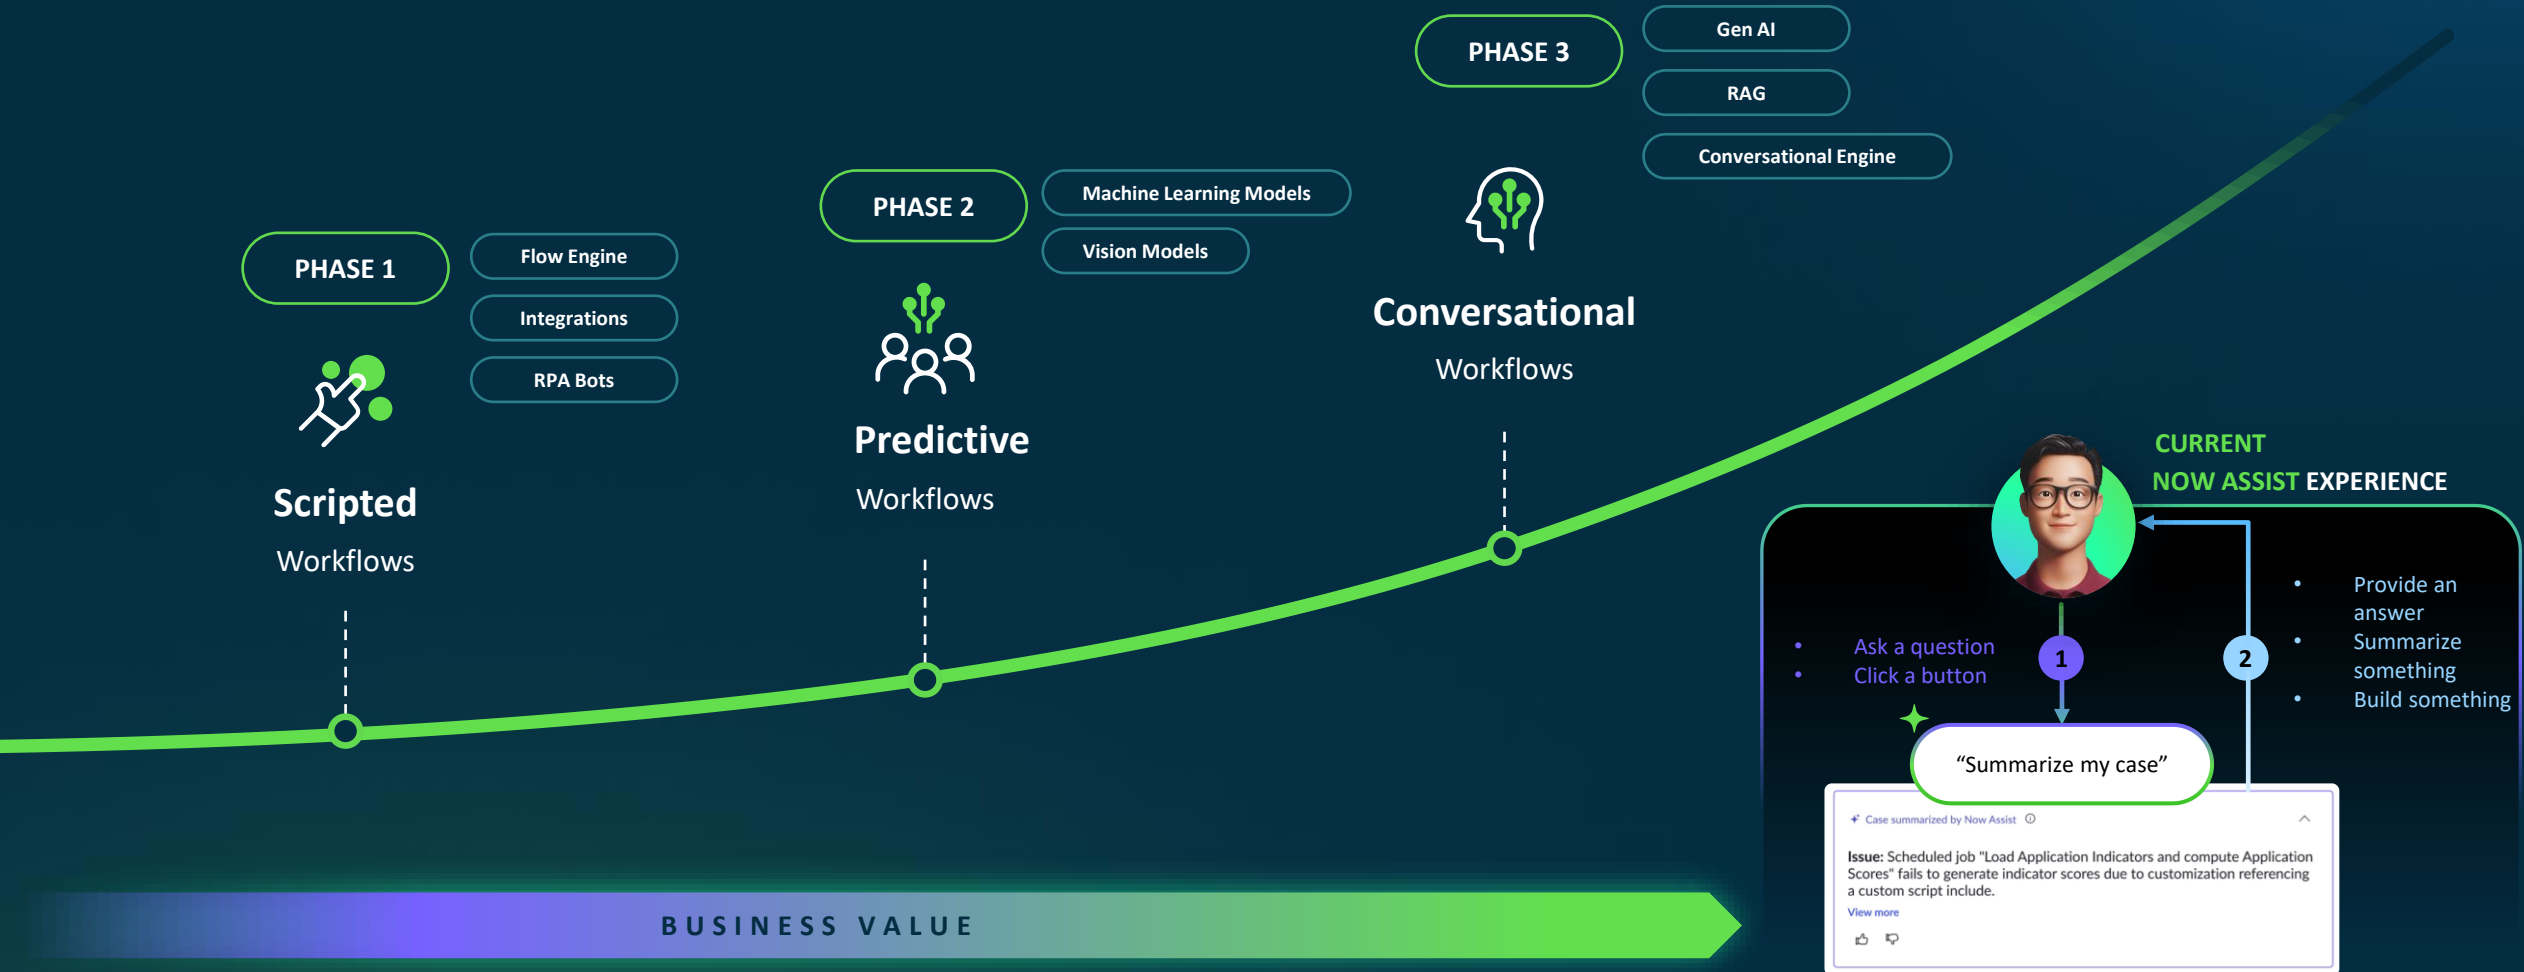 PHASE 1
Flow Engine
Integrations
RPA Bots
Scripted
Workflows
PHASE 2
Machine Learning Models
Vision Models
Predictive
Workflows
PHASE 3
Gen AI
RAG
Conversational Engine
Conversational
Workflows
CURRENT
NOW ASSIST EXPERIENCE
• Ask a question
• Click a button
1
2
• Provide an
answer
• Summarize
something
• Build something
“Summarize my case”
Case summarized by Now Assist
Issue: Scheduled job "Load Application Indicators and compute Application
Scores" fails to generate indicator scores due to customization referencing
a custom script include.
View more
BUSINESS VALUE